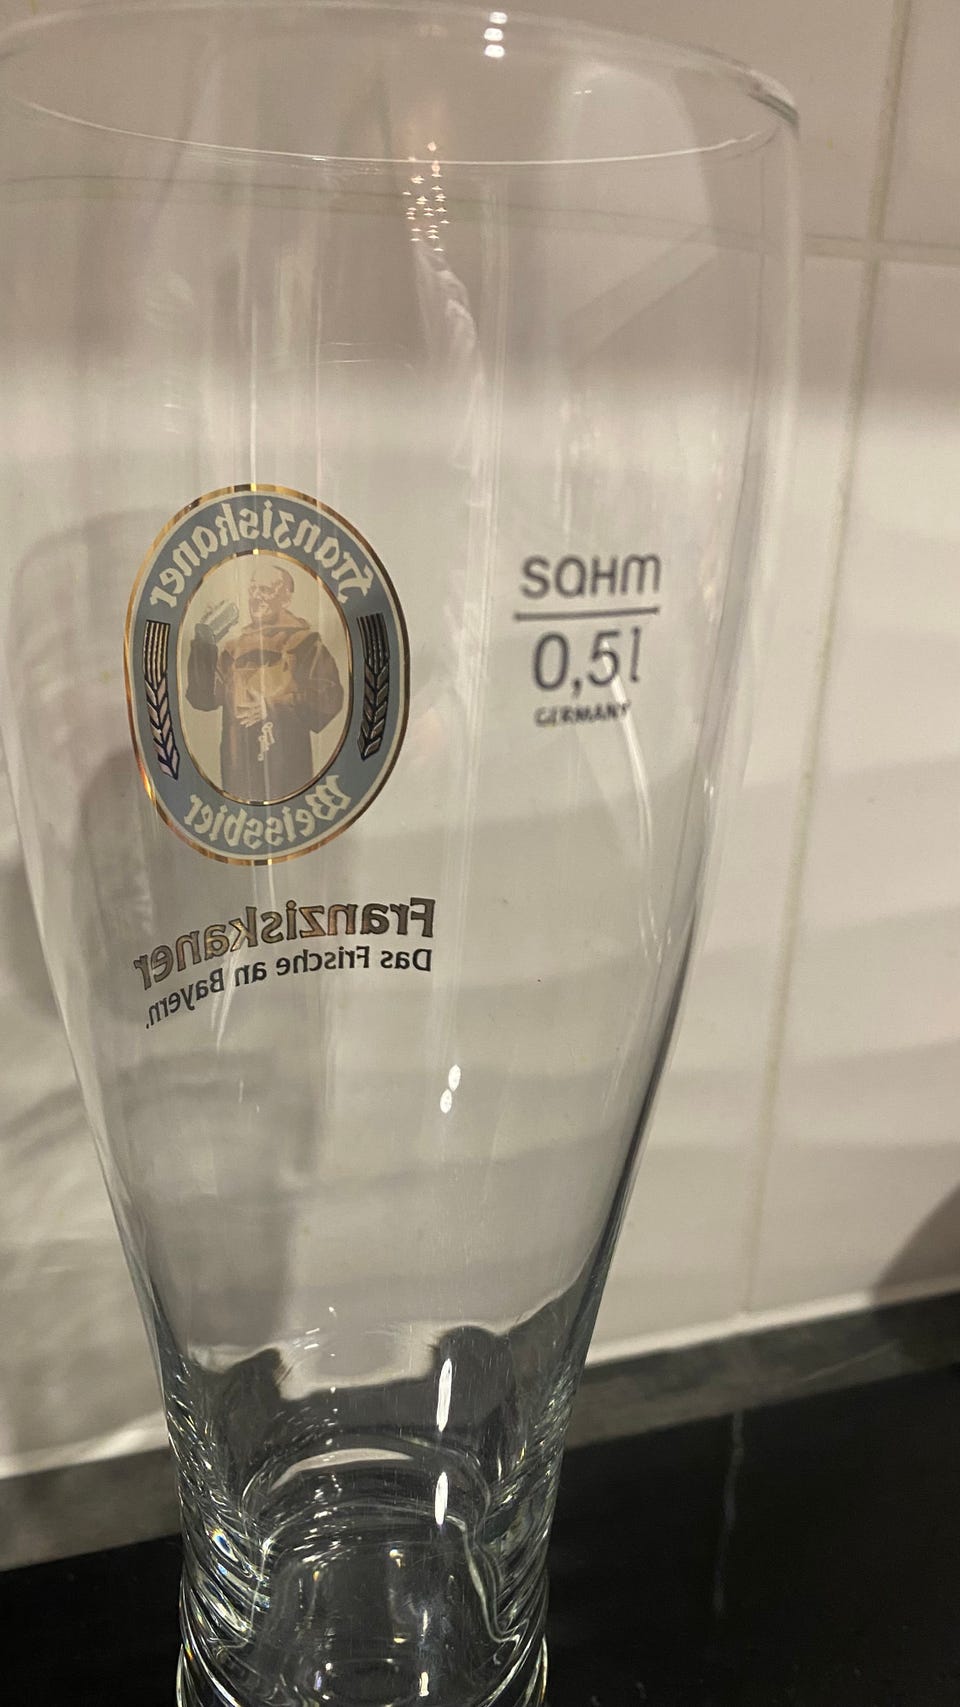 Franziskaner
Weissbier
Franziskaner
Das Frische an Bayern.
SAHM
0,5l
GERMANY